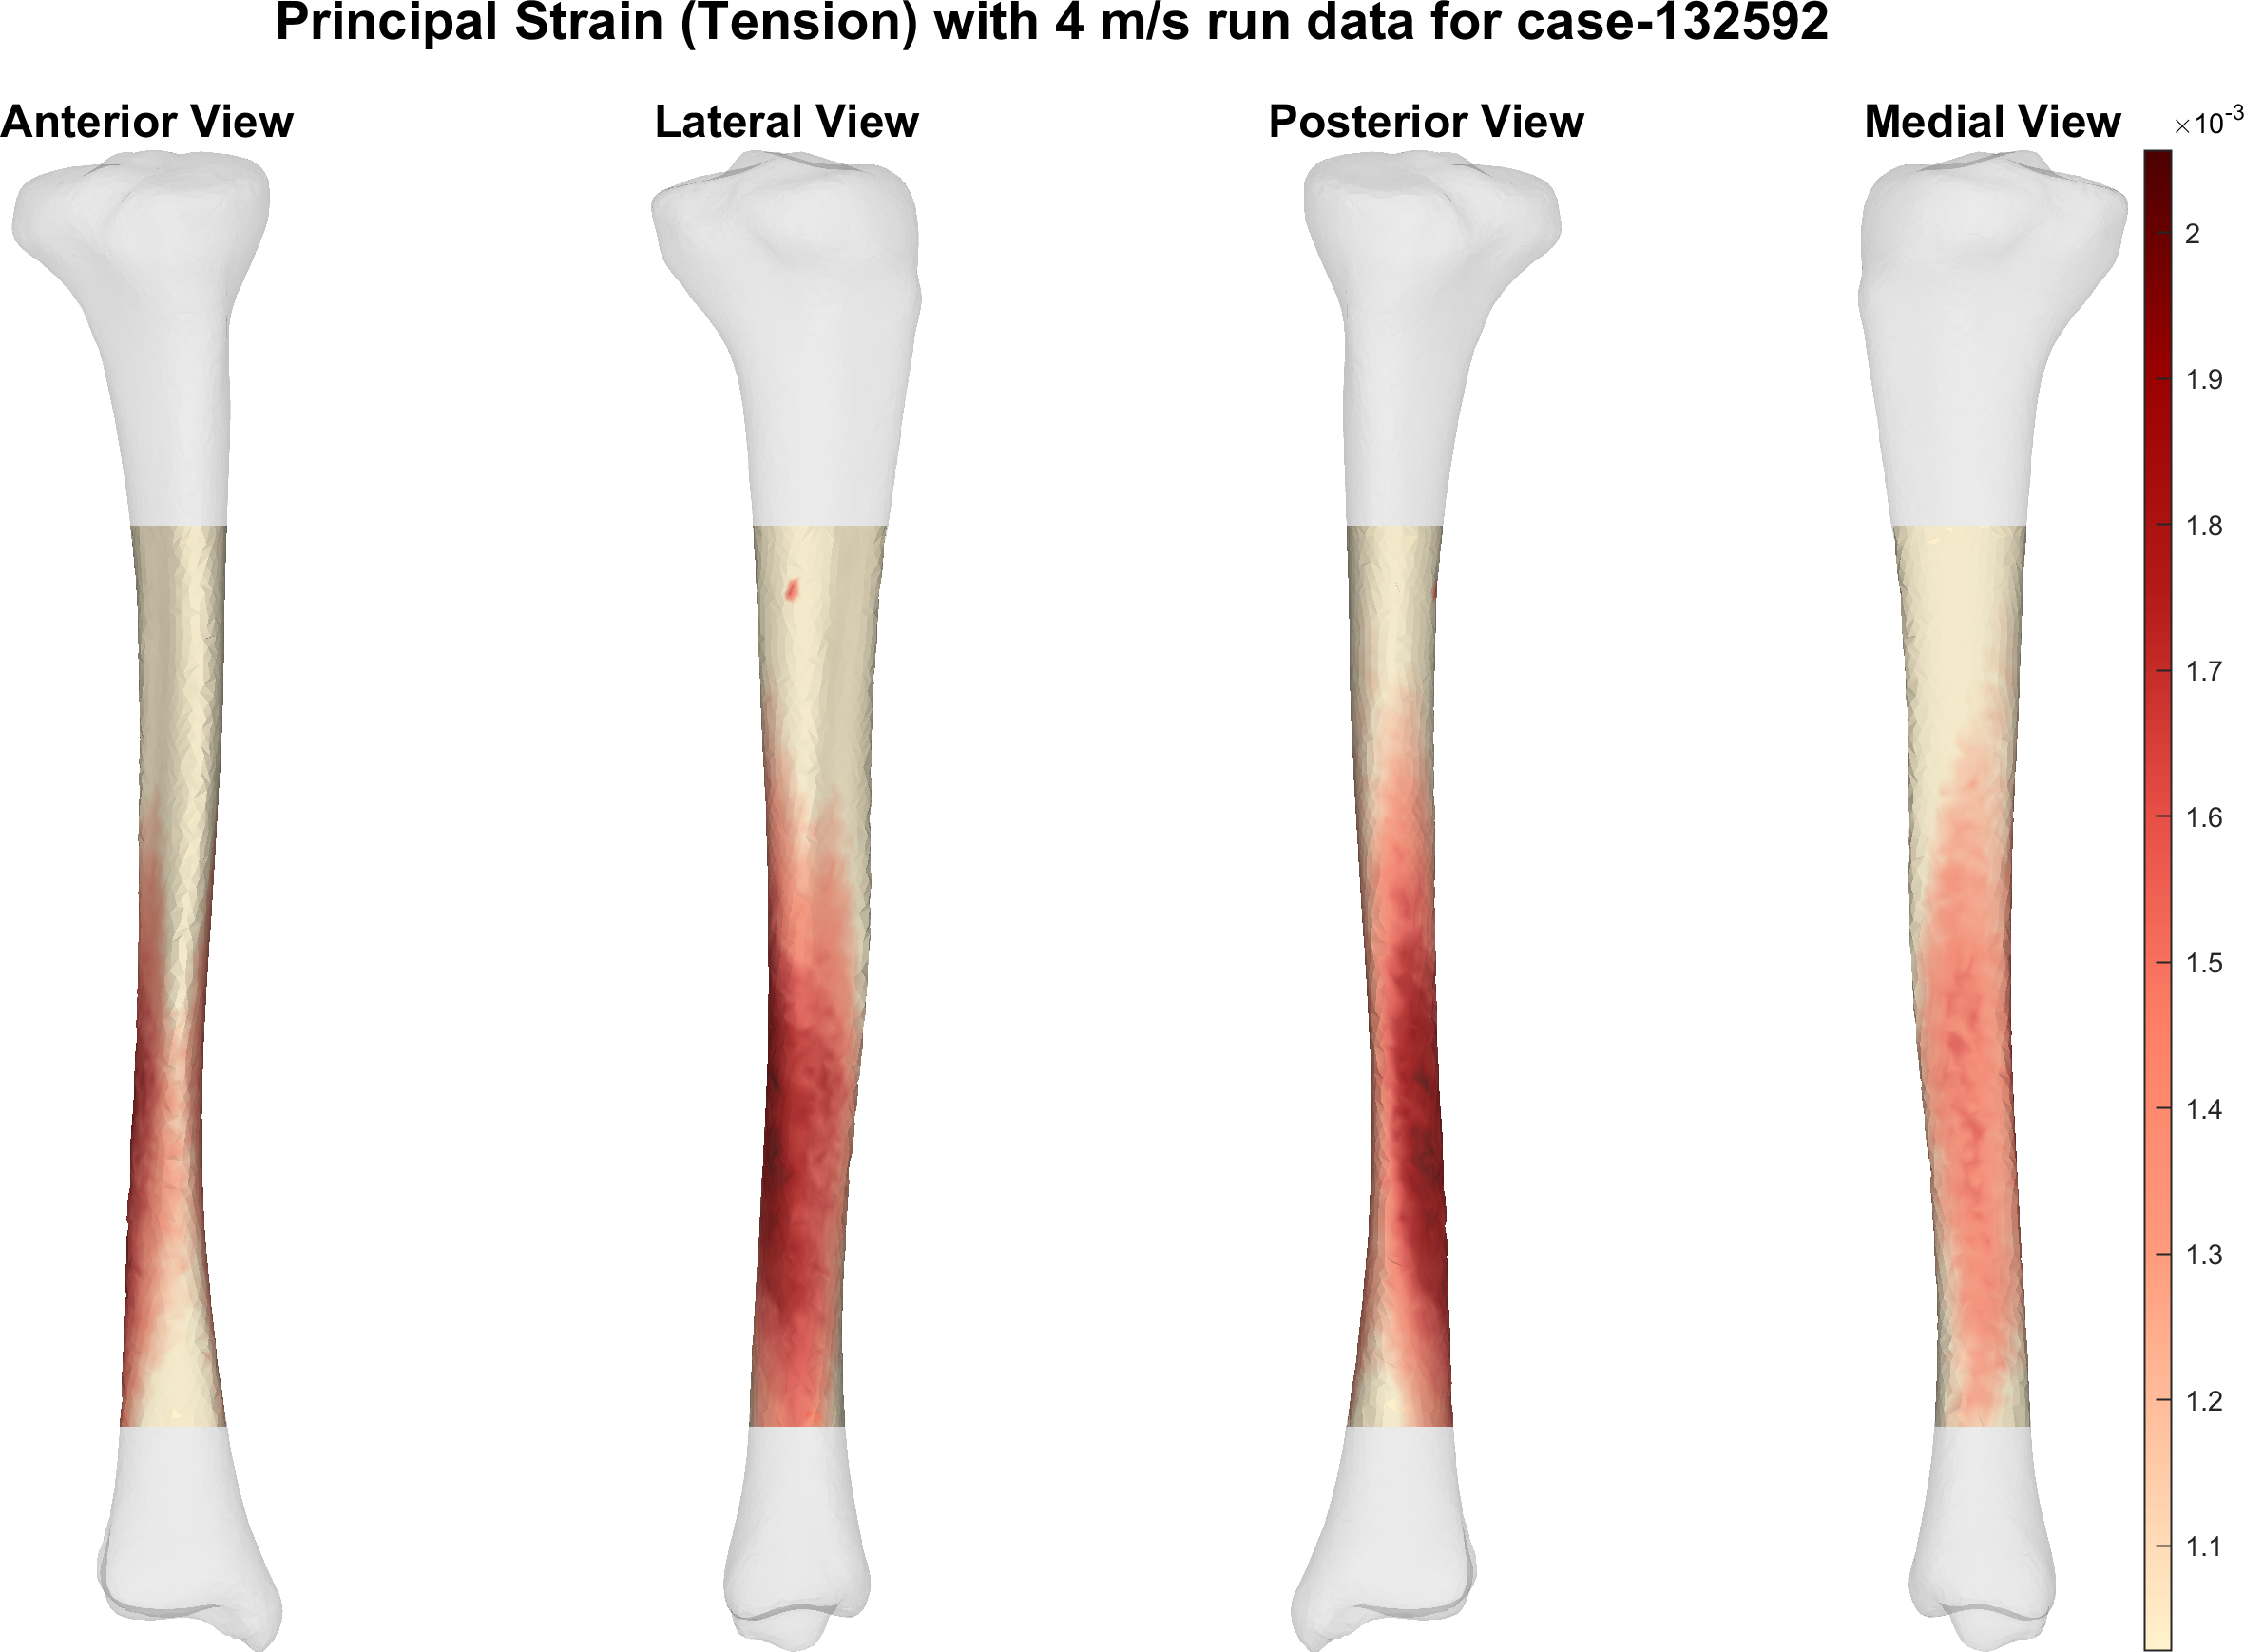 Principal Strain (Tension) with 4 m/s run data for case-132592
Anterior View
Lateral View
Posterior View
Medial View
×10-3
2
1.9
1.8
1.7
1.6
1.5
1.4
1.3
1.2
1.1